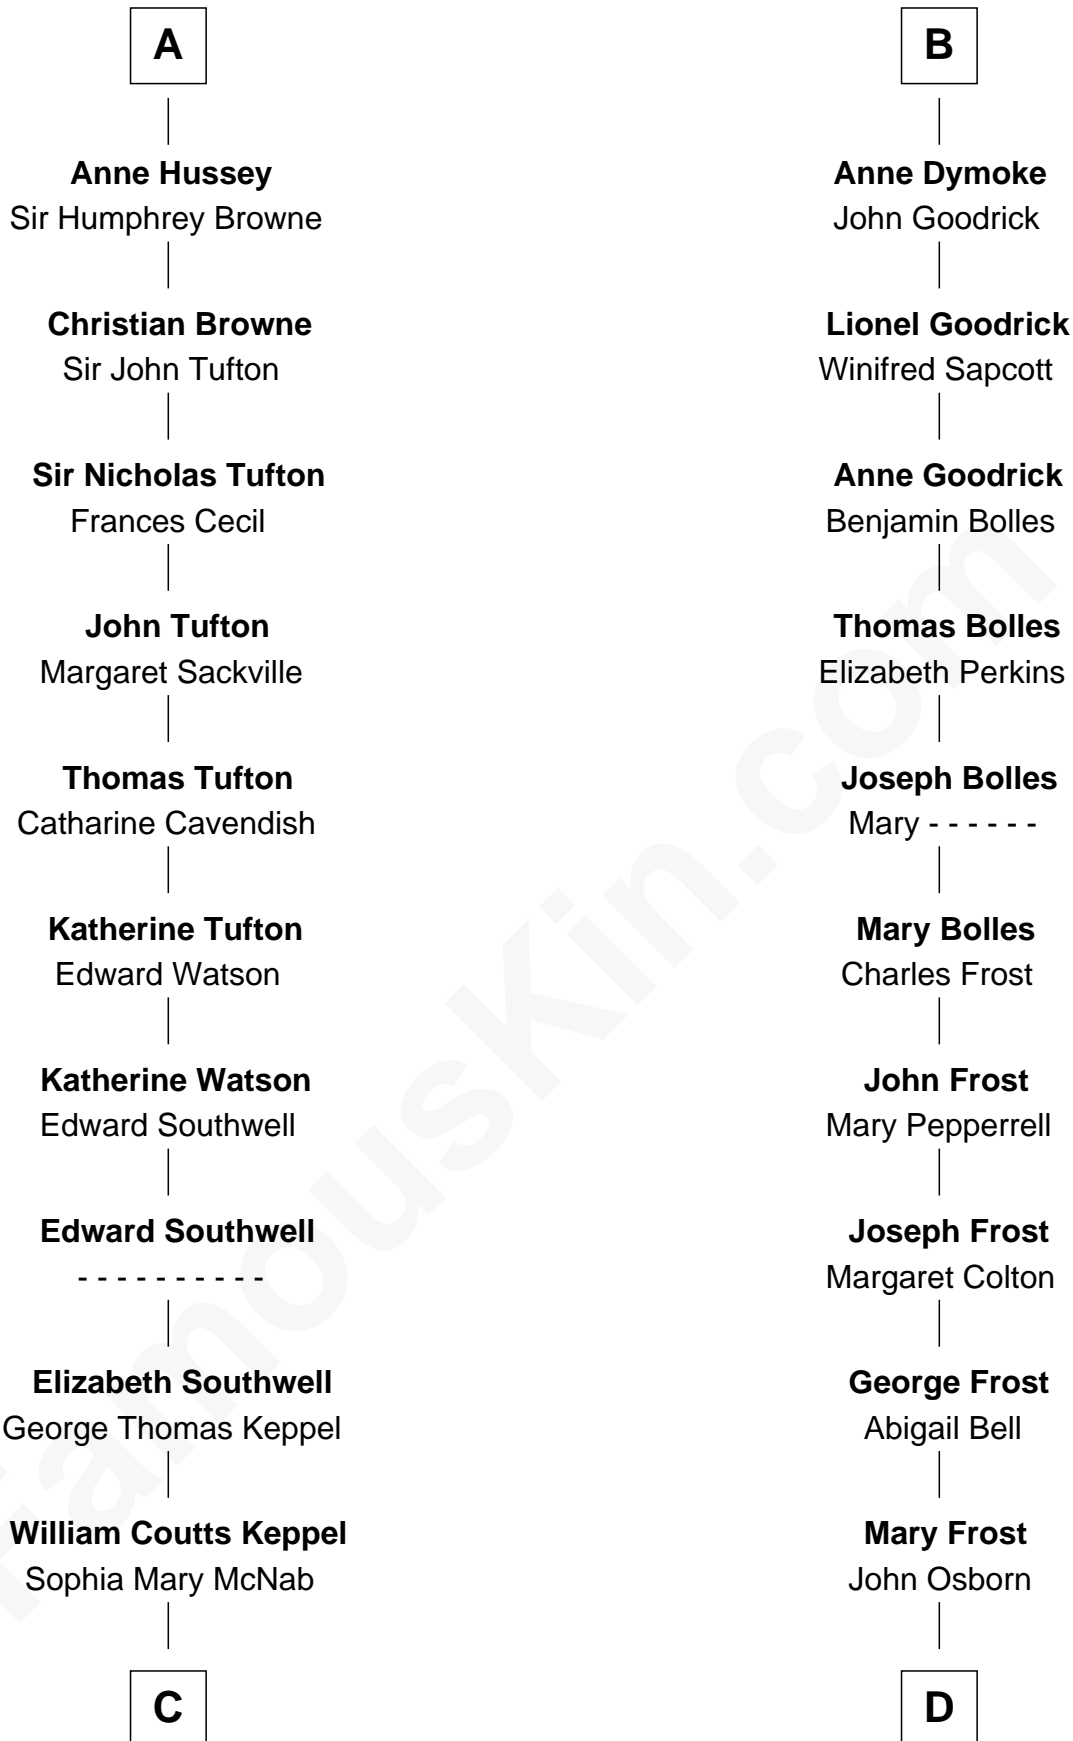 A
Anne Hussey
Sir Humphrey Browne
Christian Browne
Sir John Tufton
Sir Nicholas Tufton
Frances Cecil
John Tufton
Margaret Sackville
Thomas Tufton
Catharine Cavendish
Katherine Tufton
Edward Watson
Katherine Watson
Edward Southwell
Edward Southwell
- - - - - - - - - -
Elizabeth Southwell
George Thomas Keppel
William Coutts Keppel
Sophia Mary McNab
C
B
Anne Dymoke
John Goodrick
Lionel Goodrick
Winifred Sapcott
Anne Goodrick
Benjamin Bolles
Thomas Bolles
Elizabeth Perkins
Joseph Bolles
Mary - - - - - -
Mary Bolles
Charles Frost
John Frost
Mary Pepperrell
Joseph Frost
Margaret Colton
George Frost
Abigail Bell
Mary Frost
John Osborn
D
FamousKin.com